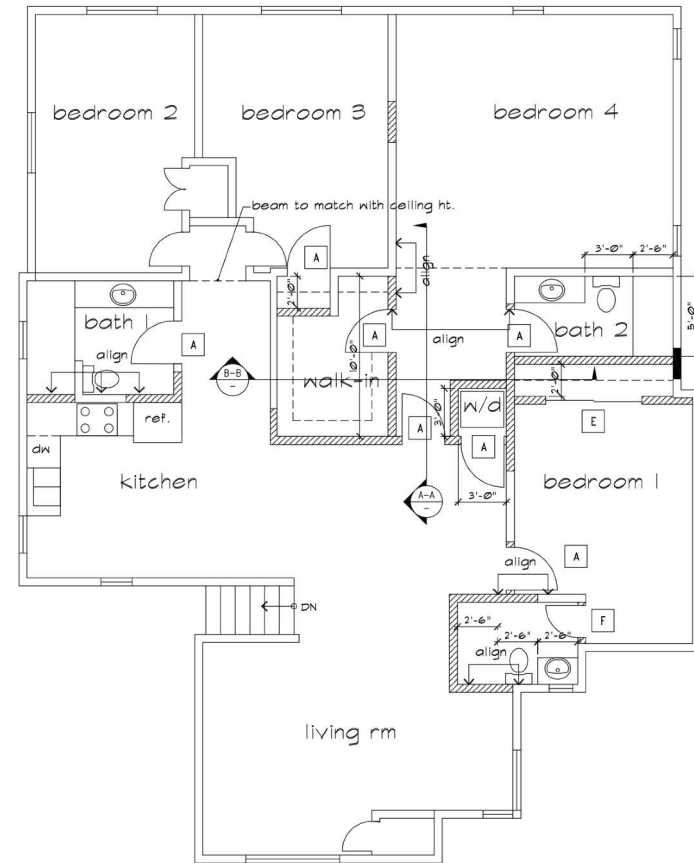 bedroom 2
bedroom 3
bedroom 4
beam to match with ceiling ht.
A
align
3'-0"
2'-6"
2'-0"
5'-0"
bath 1
align
A
A
align
A
bath 2
10'-0"
B-B
-
walk-in
2'-0"
ref.
w/d
3'-0"
A
A
E
dw
kitchen
bedroom 1
A-A
-
3'-0"
A
align
DN
F
2'-6"
2'-6"
2'-6"
align
living rm